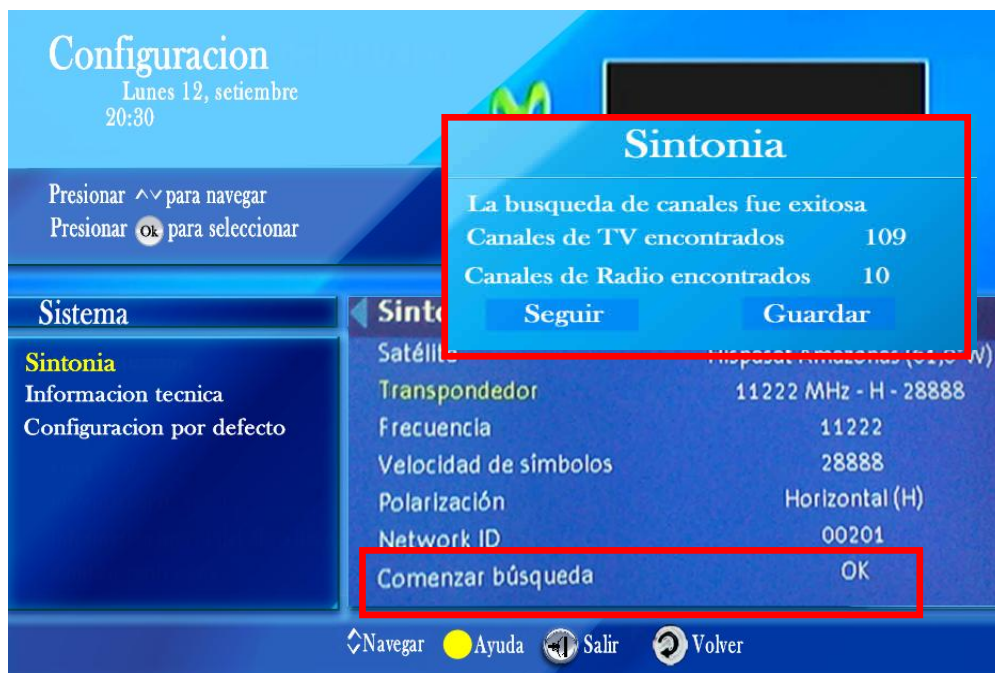 Configuracion
Lunes 12, setiembre
20:30
Presionar ^˅ para navegar
Presionar Ok para seleccionar
Sintonia
La busqueda de canales fue exitosa
Canales de TV encontrados 109
Canales de Radio encontrados 10
Seguir Guardar
Sistema
Sintonia
Informacion tecnica
Configuracion por defecto
Transpondedor 11222 MHz - H - 28888
Frecuencia 11222
Velocidad de símbolos 28888
Polarización Horizontal (H)
Network ID 00201
Comenzar búsqueda OK
Navegar Ayuda Salir Volver